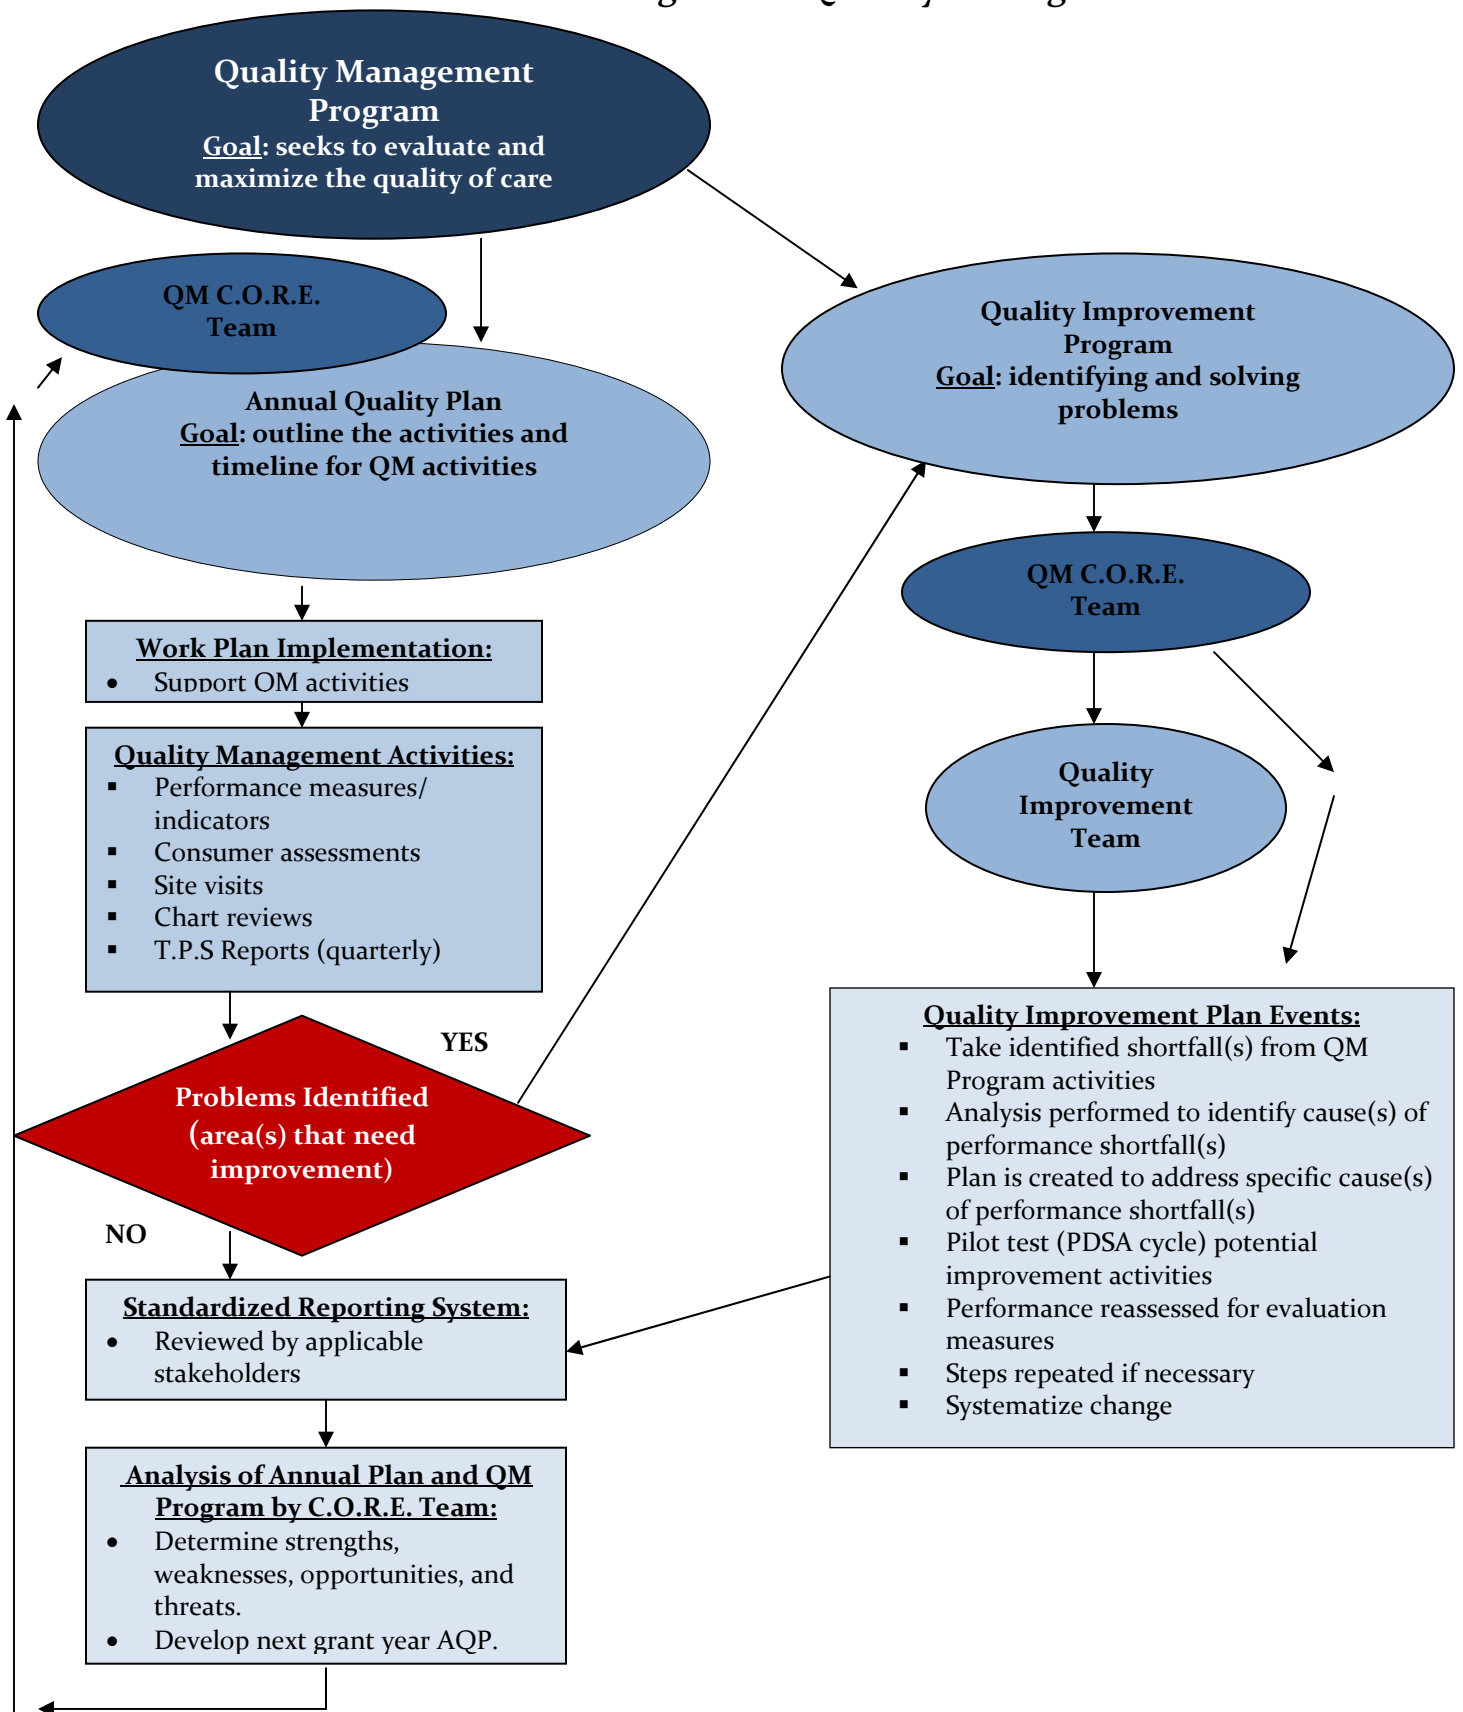 Quality Management
Program
Goal: seeks to evaluate and
maximize the quality of care
QM C.O.R.E.
Team
Annual Quality Plan
Goal: outline the activities and
timeline for QM activities
Work Plan Implementation:
• Support QM activities
Quality Management Activities:
▪ Performance measures/
indicators
▪ Consumer assessments
▪ Site visits
▪ Chart reviews
▪ T.P.S Reports (quarterly)
YES
Problems Identified
(area(s) that need
improvement)
NO
Standardized Reporting System:
• Reviewed by applicable
stakeholders
Analysis of Annual Plan and QM
Program by C.O.R.E. Team:
• Determine strengths,
weaknesses, opportunities, and
threats.
• Develop next grant year AQP.
Quality Improvement
Program
Goal: identifying and solving
problems
QM C.O.R.E.
Team
Quality
Improvement
Team
Quality Improvement Plan Events:
▪ Take identified shortfall(s) from QM
Program activities
▪ Analysis performed to identify cause(s) of
performance shortfall(s)
▪ Plan is created to address specific cause(s)
of performance shortfall(s)
▪ Pilot test (PDSA cycle) potential
improvement activities
▪ Performance reassessed for evaluation
measures
▪ Steps repeated if necessary
▪ Systematize change